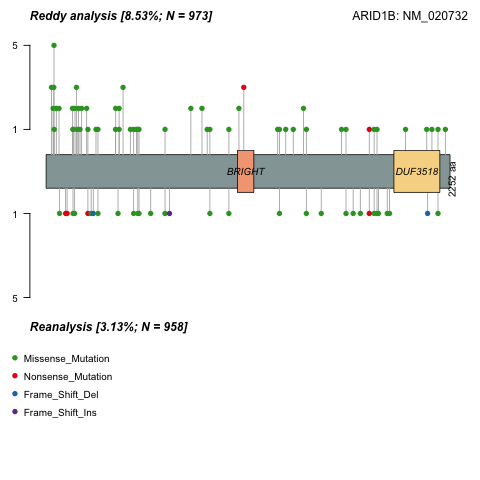 Reddy analysis [8.53%; N = 973]
ARID1B: NM_020732
5
1
BRIGHT
DUF3518
2252 aa
1
5
Reanalysis [3.13%; N = 958]
Missense_Mutation
Nonsense_Mutation
Frame_Shift_Del
Frame_Shift_Ins